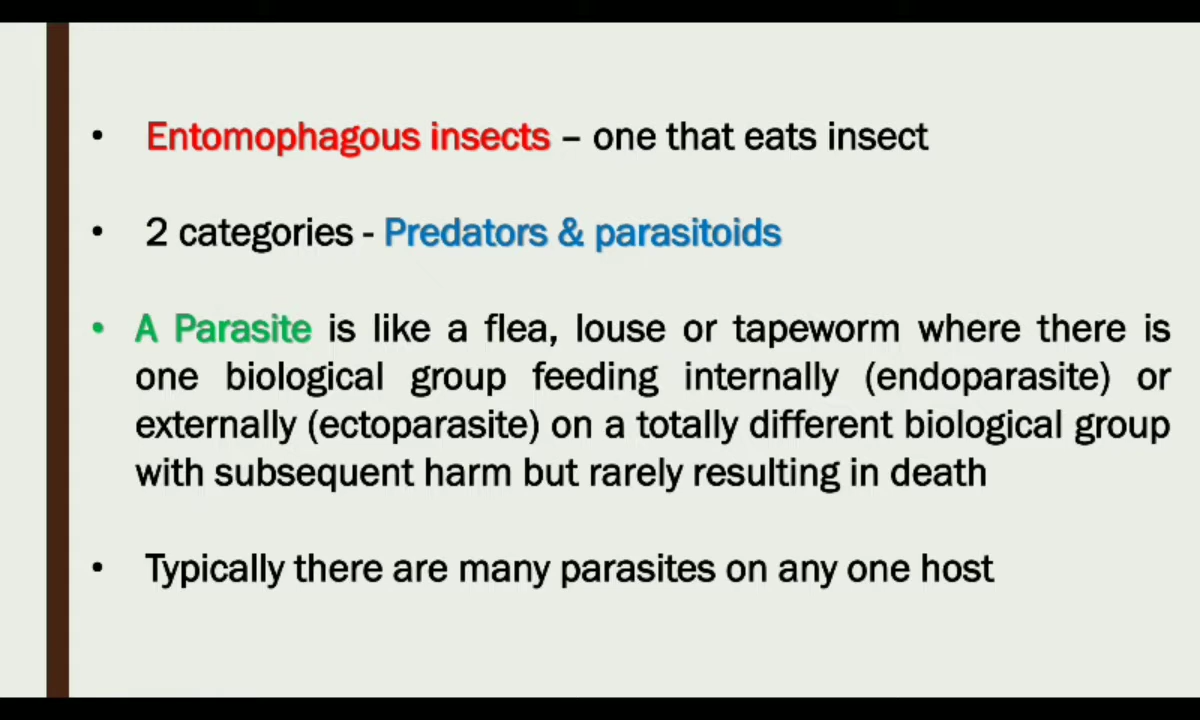 • Entomophagous insects – one that eats insect
• 2 categories - Predators & parasitoids
• A Parasite is like a flea, louse or tapeworm where there is
one biological group feeding internally (endoparasite) or
externally (ectoparasite) on a totally different biological group
with subsequent harm but rarely resulting in death
• Typically there are many parasites on any one host